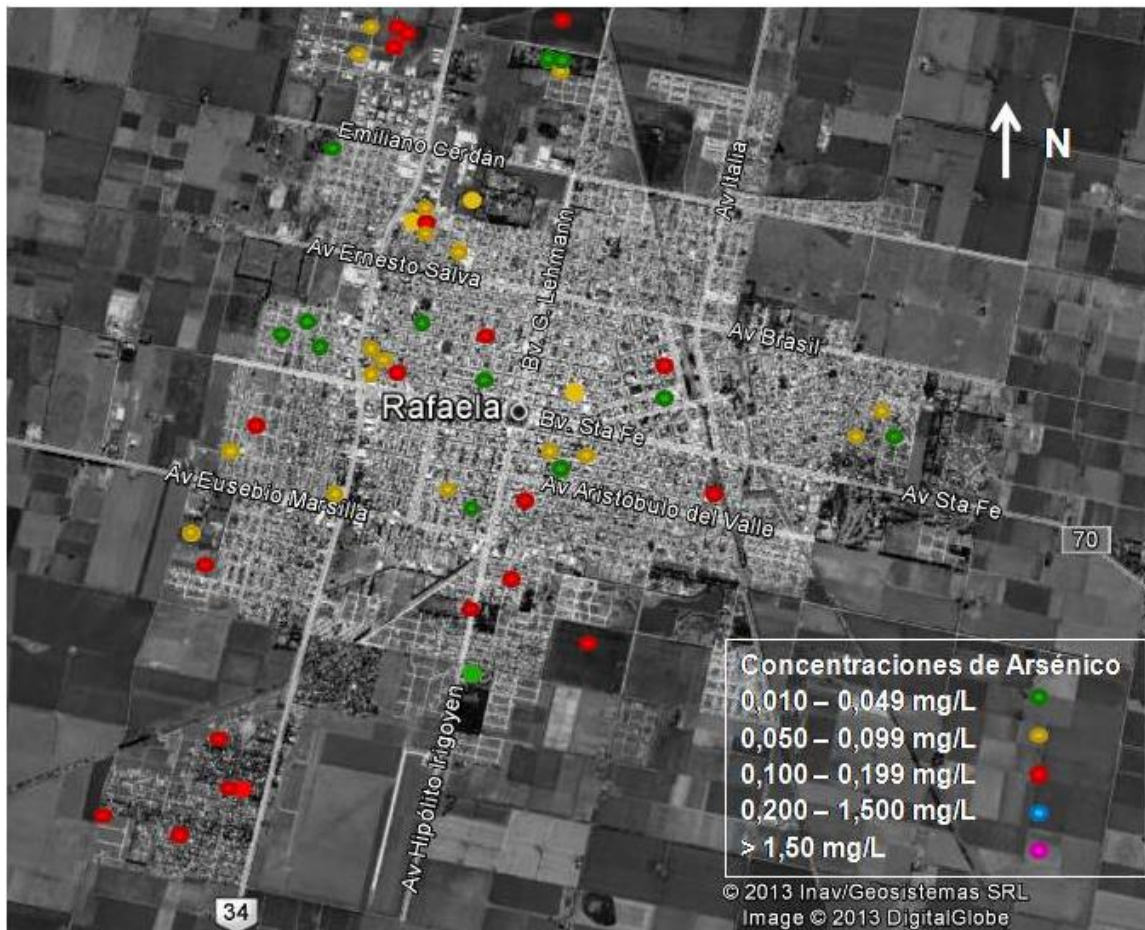 N
Emiliano Cerdán
Av Italia
Av Ernesto Salva
Bv. G. Lehmann
Av Brasil
Rafaela
Bv. Sta Fe
Av Eusebio Marsilla
Av Aristóbulo del Valle
Av Sta Fe
70
Av Hipólito Irigoyen
34
Concentraciones de Arsénico
0,010 – 0,049 mg/L
0,050 – 0,099 mg/L
0,100 – 0,199 mg/L
0,200 – 1,500 mg/L
> 1,50 mg/L
© 2013 Inav/Geosistemas SRL
Image © 2013 DigitalGlobe